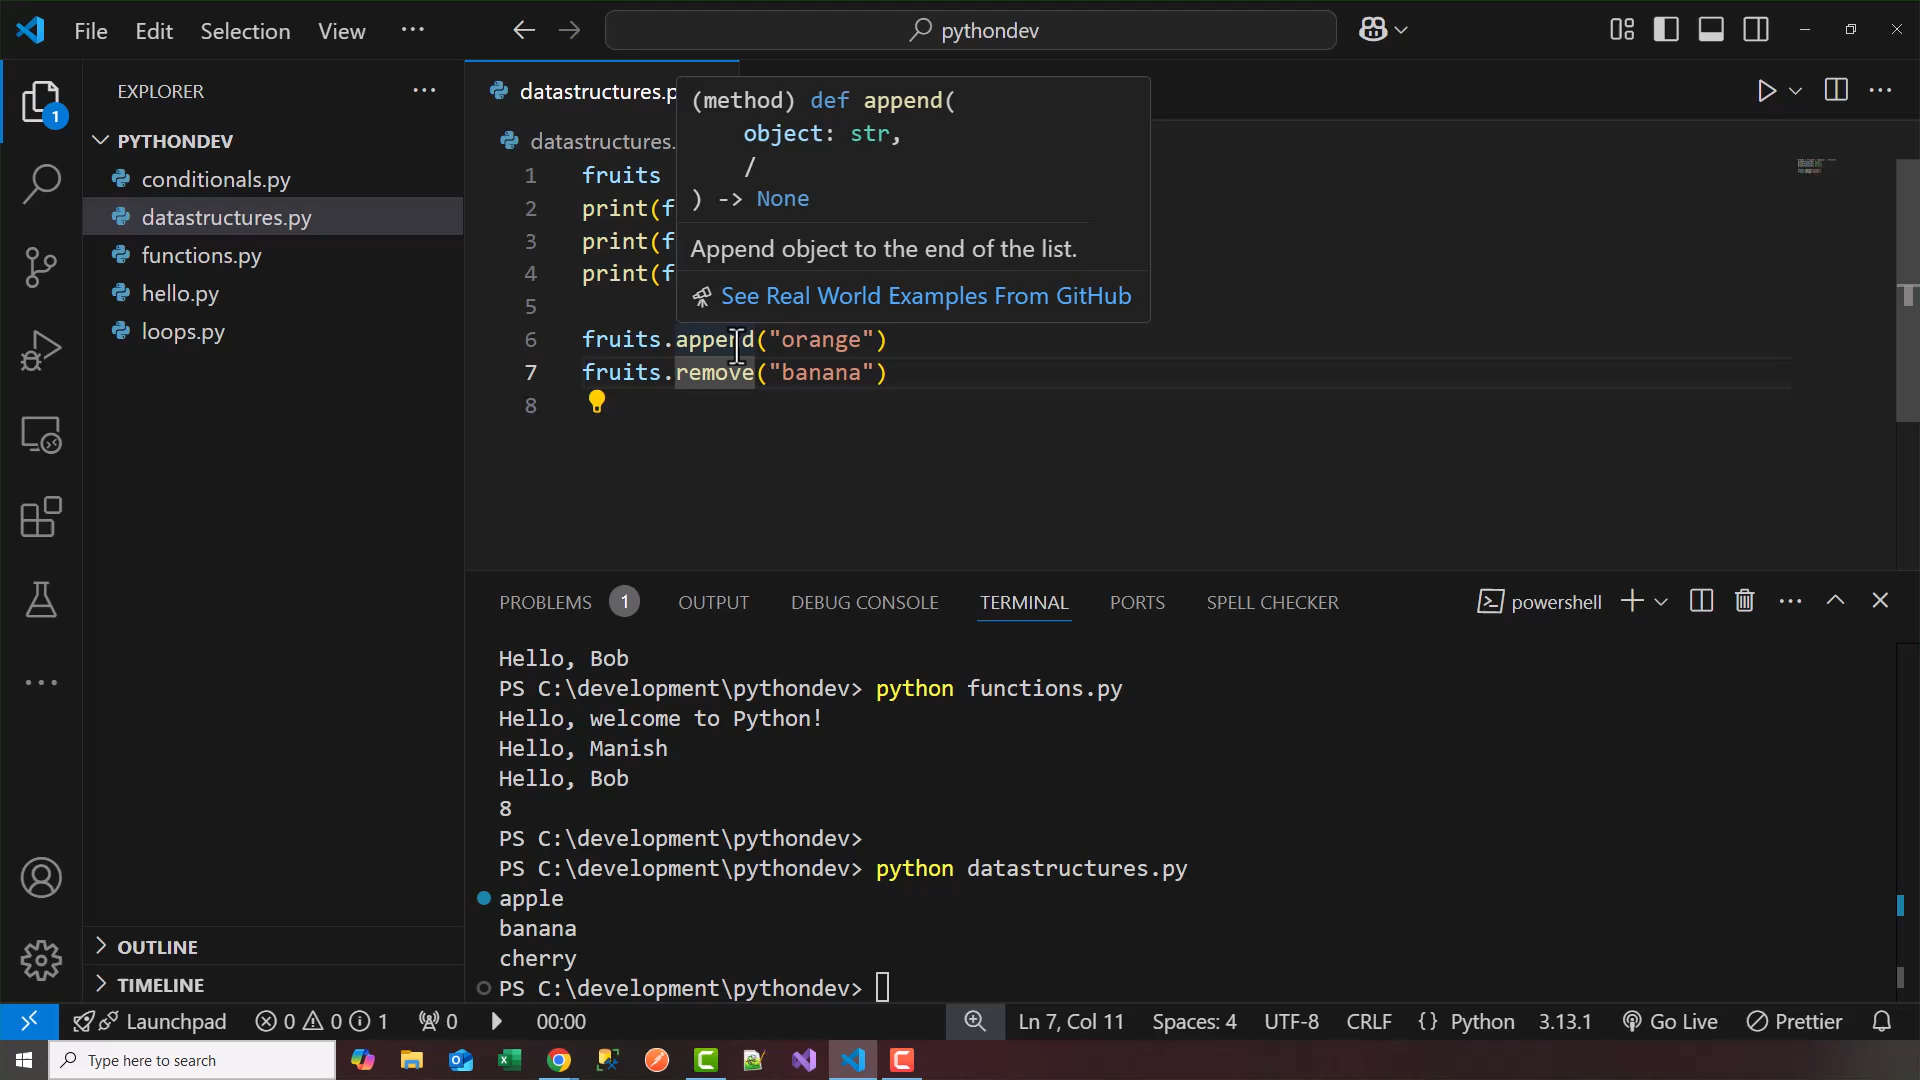 File Edit Selection View ··· pythondev
EXPLORER ···
PYTHONDEV
conditionals.py
datastructures.py
functions.py
hello.py
loops.py
OUTLINE
TIMELINE
1
datastructures.p
datastructures.
1 fruits
2 print(f
3 print(f
4 print(f
5
6 fruits.append("orange")
7 fruits.remove("banana")
8
(method) def append(
object: str,
/
) -> None
Append object to the end of the list.
See Real World Examples From GitHub
PROBLEMS 1 OUTPUT DEBUG CONSOLE TERMINAL PORTS SPELL CHECKER powershell
Hello, Bob
PS C:\development\pythondev> python functions.py
Hello, welcome to Python!
Hello, Manish
Hello, Bob
8
PS C:\development\pythondev>
PS C:\development\pythondev> python datastructures.py
apple
banana
cherry
PS C:\development\pythondev>
Launchpad 0 0 1 0 00:00 Ln 7, Col 11 Spaces: 4 UTF-8 CRLF {} Python 3.13.1 Go Live Prettier
Type here to search